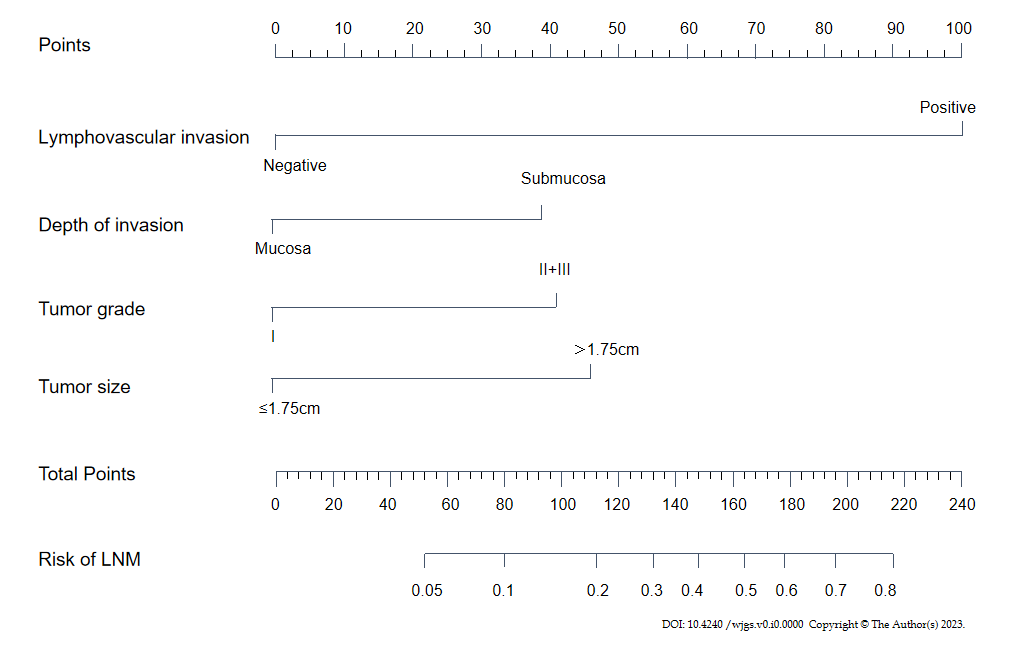 0 10 20 30 40 50 60 70 80 90 100
Points
Positive
Lymphovascular invasion
Negative
Submucosa
Depth of invasion
Mucosa
II+III
Tumor grade
I
>1.75cm
Tumor size
≤1.75cm
Total Points
0 20 40 60 80 100 120 140 160 180 200 220 240
Risk of LNM
0.05 0.1 0.2 0.3 0.4 0.5 0.6 0.7 0.8
DOI: 10.4240 /wjgs.v0.i0.0000 Copyright © The Author(s) 2023.